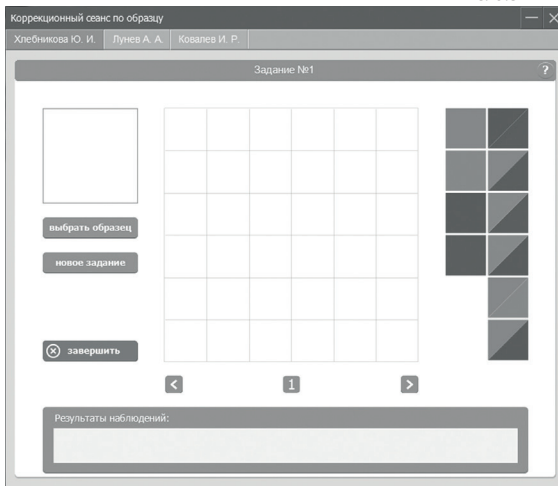 Коррекционный сеанс по образцу
Хлебникова Ю. И. Лунев А. А. Ковалев И. Р.
Задание №1 ?
выбрать образец
новое задание
завершить
< 1 >
Результаты наблюдений: